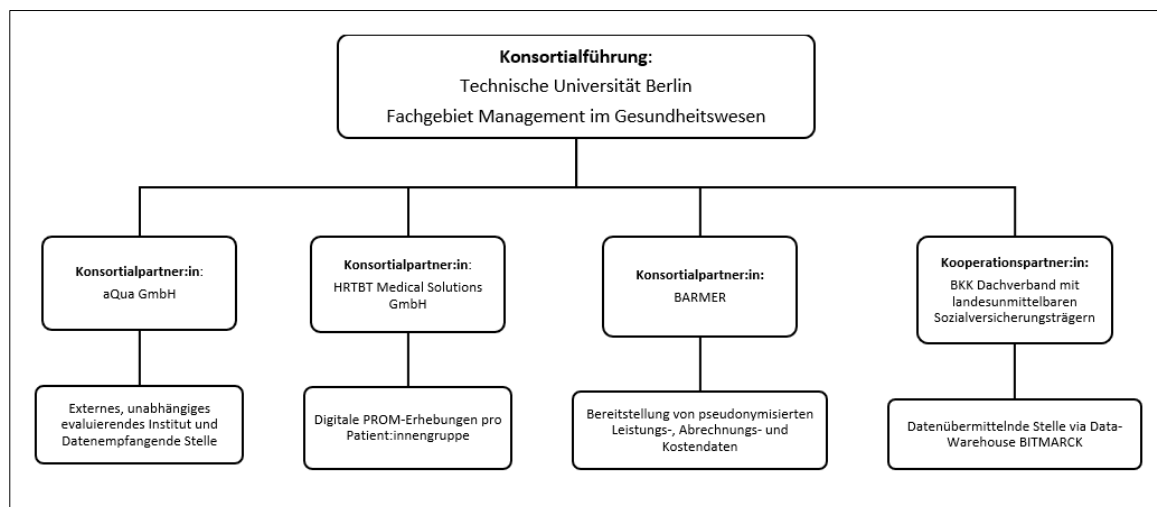 Konsortialführung:
Technische Universität Berlin
Fachgebiet Management im Gesundheitswesen
Konsortialpartner:in:
aQua GmbH
Konsortialpartner:in:
HRTBT Medical Solutions
GmbH
Konsortialpartner:in:
BARMER
Kooperationspartner:in:
BKK Dachverband mit
landesunmittelbaren
Sozialversicherungsträgern
Externes, unabhängiges
evaluierendes Institut und
Datenempfangende Stelle
Digitale PROM-Erhebungen pro
Patient:innengruppe
Bereitstellung von pseudonymisierten
Leistungs-, Abrechnungs- und
Kostendaten
Datenübermittelnde Stelle via Data-
Warehouse BITMARCK